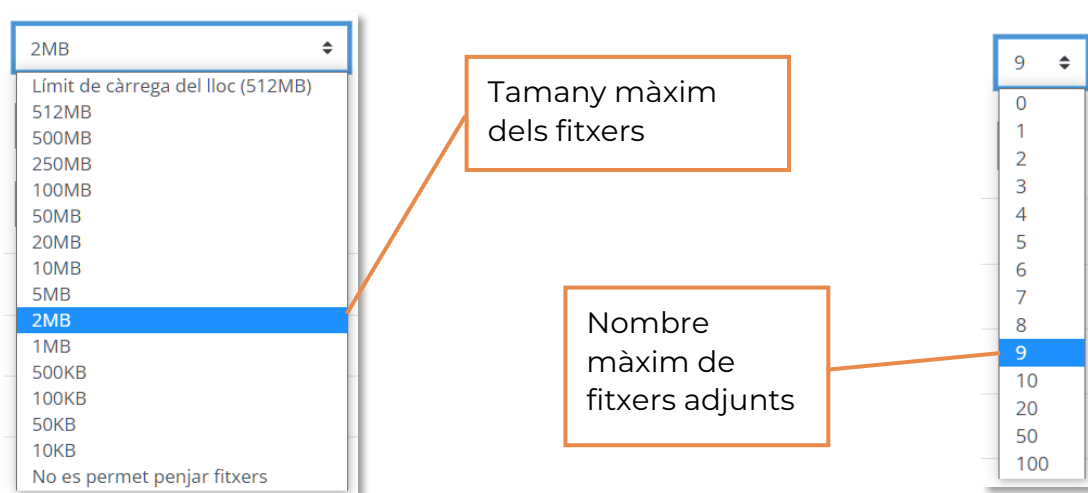 2MB
Límit de càrrega del lloc (512MB)
512MB
500MB
250MB
100MB
50MB
20MB
10MB
5MB
2MB
1MB
500KB
100KB
50KB
10KB
No es permet penjar fitxers
Tamany màxim
dels fitxers
Nombre
màxim de
fitxers adjunts
9
0
1
2
3
4
5
6
7
8
9
10
20
50
100